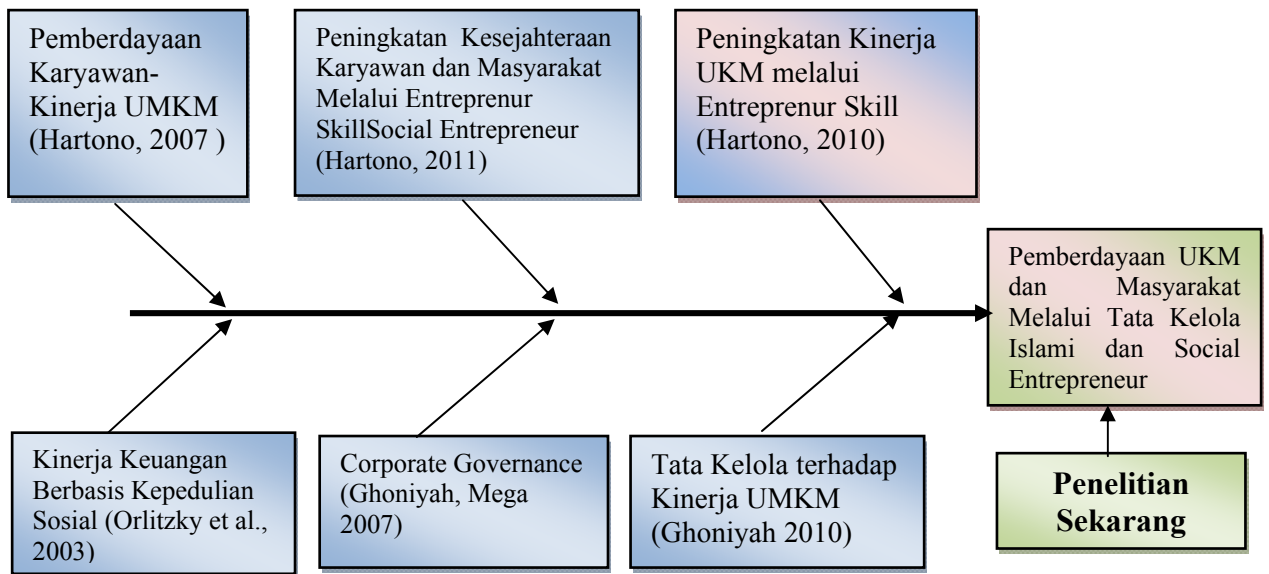 Pemberdayaan
Karyawan-
Kinerja UMKM
(Hartono, 2007 )
Peningkatan Kesejahteraan
Karyawan dan Masyarakat
Melalui Entreprenur
SkillSocial Entrepreneur
(Hartono, 2011)
Peningkatan Kinerja
UKM melalui
Entreprenur Skill
(Hartono, 2010)
Pemberdayaan UKM
dan Masyarakat
Melalui Tata Kelola
Islami dan Social
Entrepreneur
Kinerja Keuangan
Berbasis Kepedulian
Sosial (Orlitzky et al.,
2003)
Corporate Governance
(Ghoniyah, Mega
2007)
Tata Kelola terhadap
Kinerja UMKM
(Ghoniyah 2010)
Penelitian
Sekarang